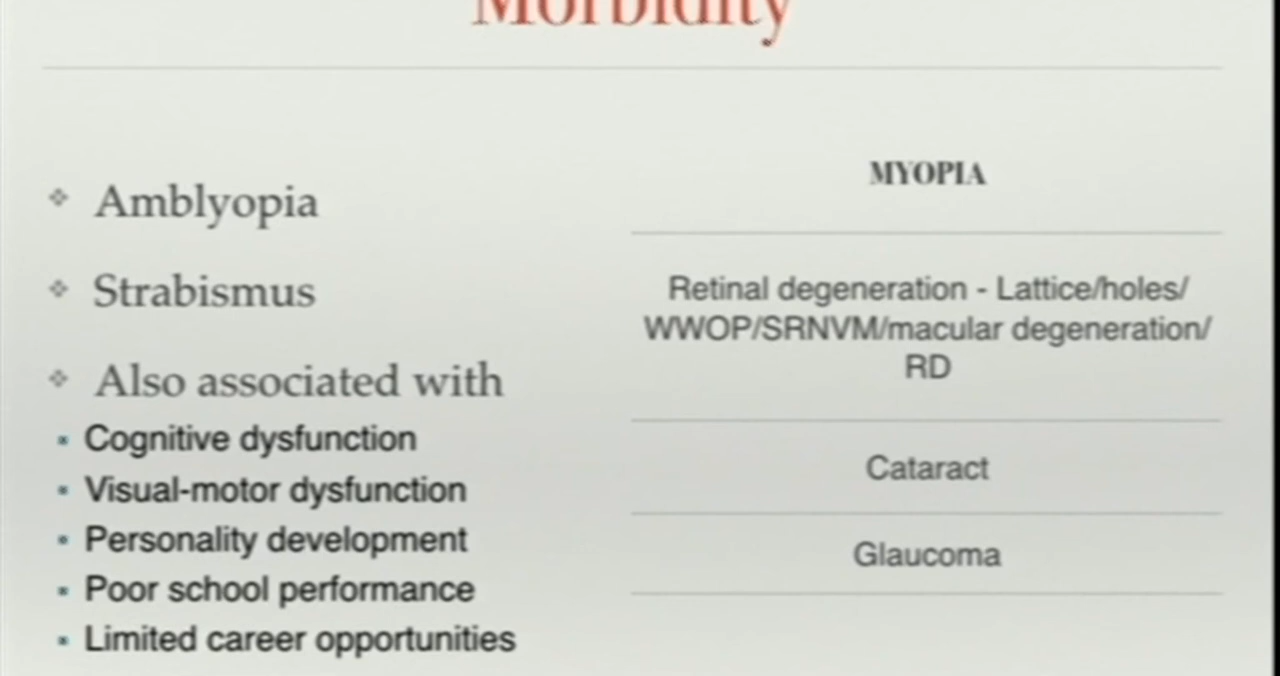 Morbidity
Amblyopia
Strabismus
Also associated with
Cognitive dysfunction
Visual-motor dysfunction
Personality development
Poor school performance
Limited career opportunities
MYOPIA
Retinal degeneration - Lattice/holes/
WWOP/SRNVM/macular degeneration/
RD
Cataract
Glaucoma